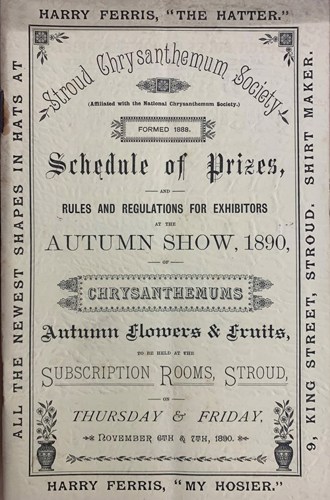 HARRY FERRIS, "THE HATTER."
ALL THE NEWEST SHAPES IN HATS AT
Stroud Chrysanthemum Society
(Affiliated with the National Chrysanthemum Society.)
FORMED 1888.
Schedule of Prizes,
AND
RULES AND REGULATIONS FOR EXHIBITORS
AT THE
AUTUMN SHOW, 1890,
OF
CHRYSANTHEMUMS
Autumn Flowers & Fruits,
TO BE HELD AT THE
SUBSCRIPTION ROOMS, STROUD,
ON
THURSDAY & FRIDAY,
NOVEMBER 6TH & 7TH, 1890.
9, KING STREET, STROUD. SHIRT MAKER.
HARRY FERRIS, "MY HOSIER."